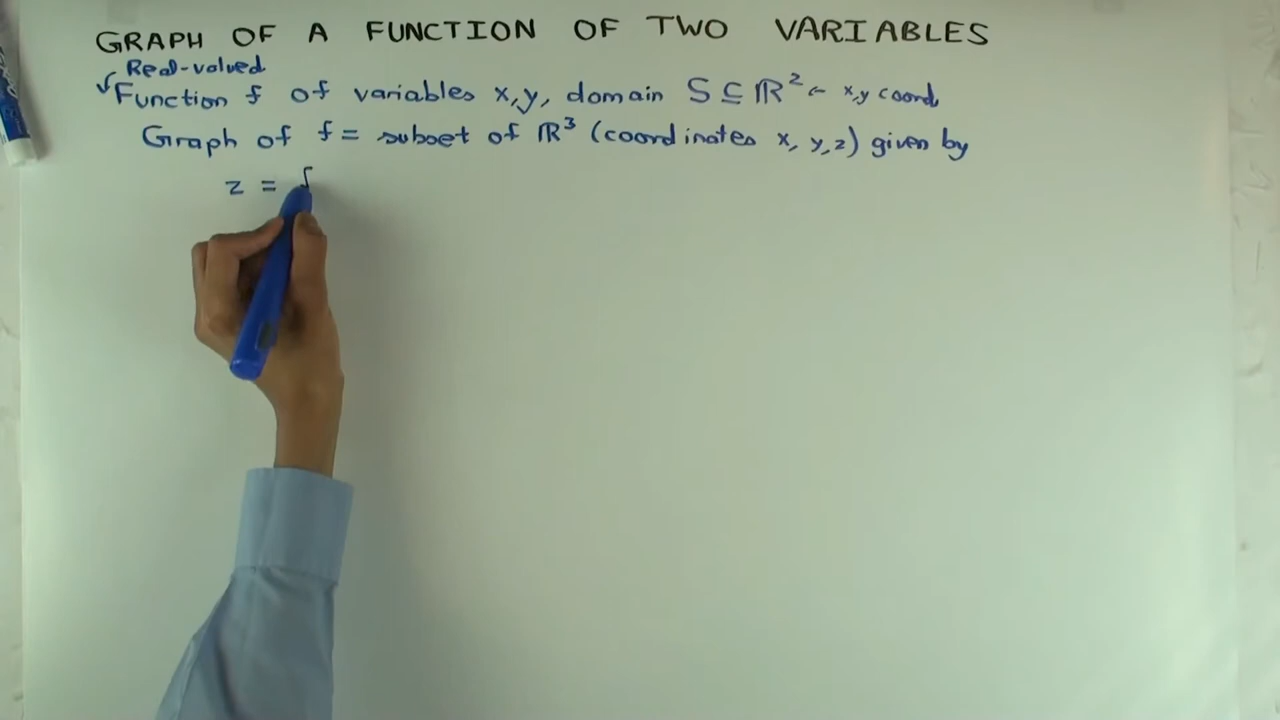 GRAPH OF A FUNCTION OF TWO VARIABLES
Real-valued
Function f of variables x,y, domain S ⊆ ℝ² ← x,y coord
Graph of f = subset of ℝ³ (coordinates x, y, z) given by
z = f